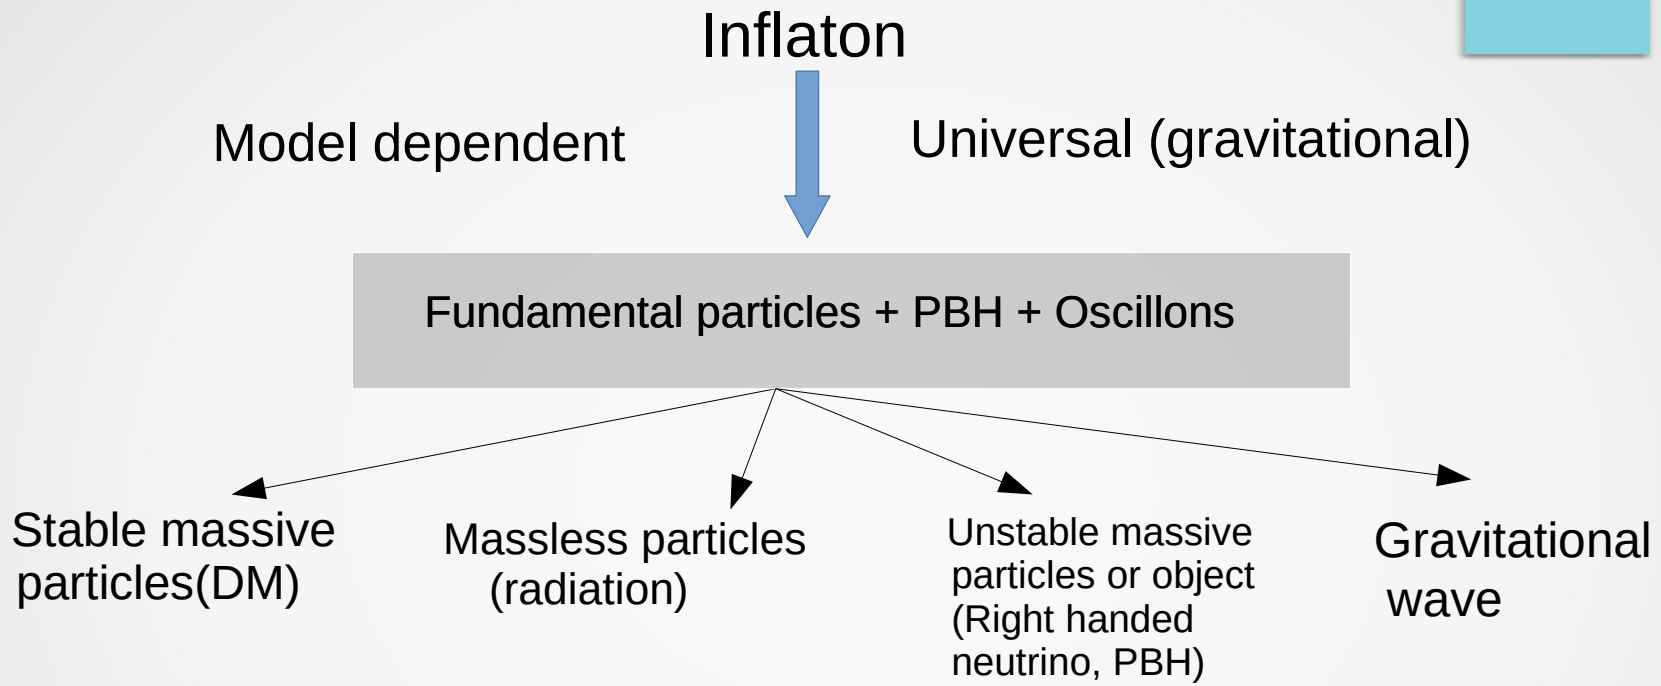 Inflaton
Model dependent
Universal (gravitational)
Fundamental particles + PBH + Oscillons
Stable massive
particles(DM)
Massless particles
(radiation)
Unstable massive
particles or object
(Right handed
neutrino, PBH)
Gravitational
wave